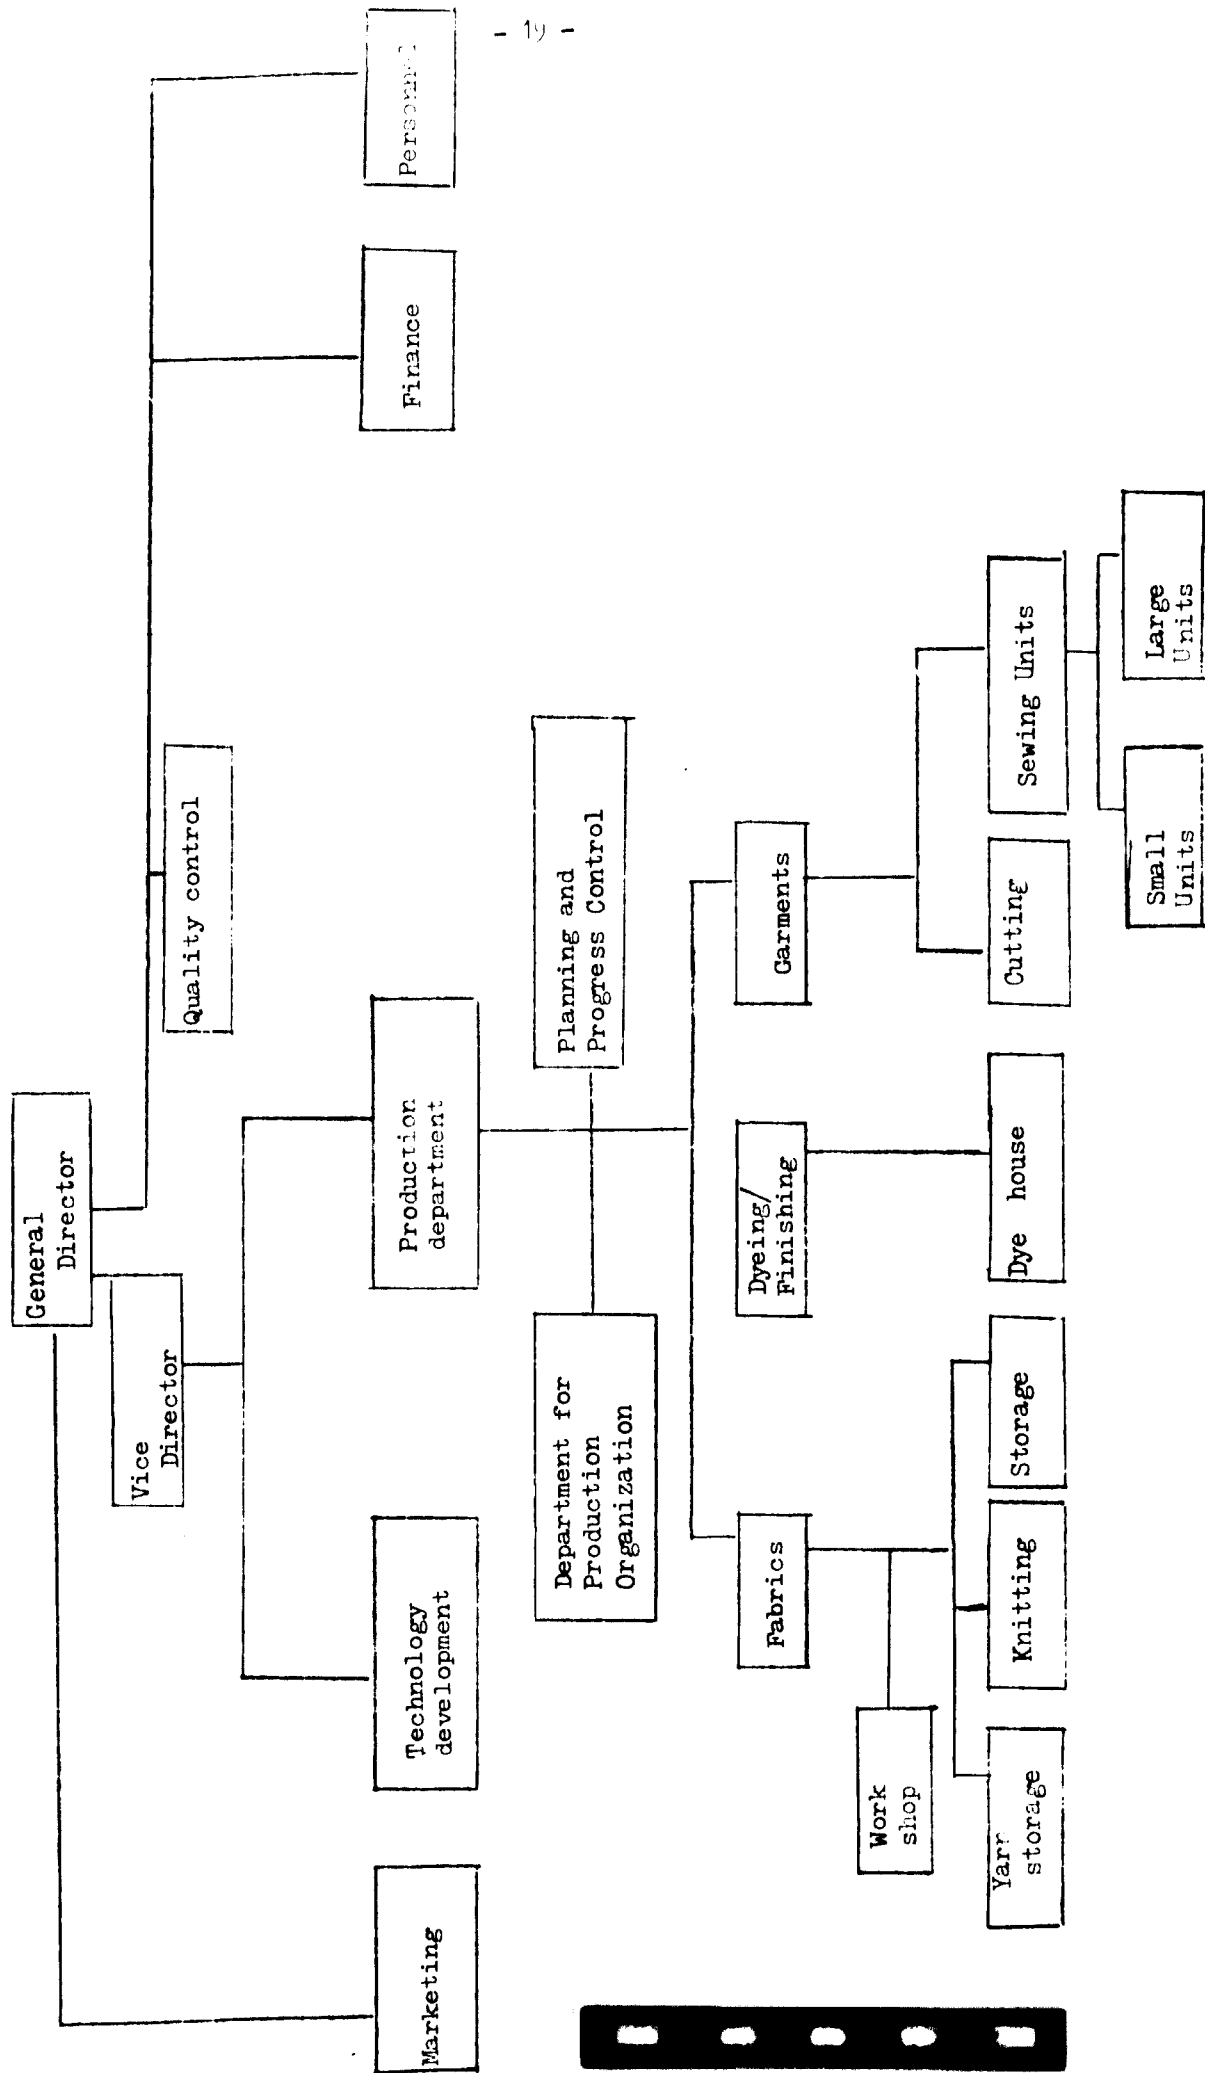 - 19 -
General
Director
Vice
Director
Quality control
Marketing
Technology
development
Production
department
Finance
Personnel
Department for
Production
Organization
Planning and
Progress Control
Fabrics
Dyeing/
Finishing
Garments
Work
shop
Yarn
storage
Knitting
Storage
Dye house
Cutting
Sewing Units
Small
Units
Large
Units